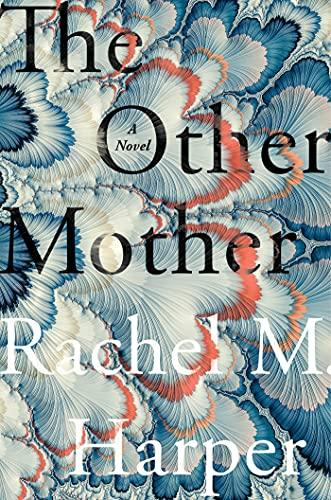 The
A
Novel
Other
Mother
Rachel M.
Harper